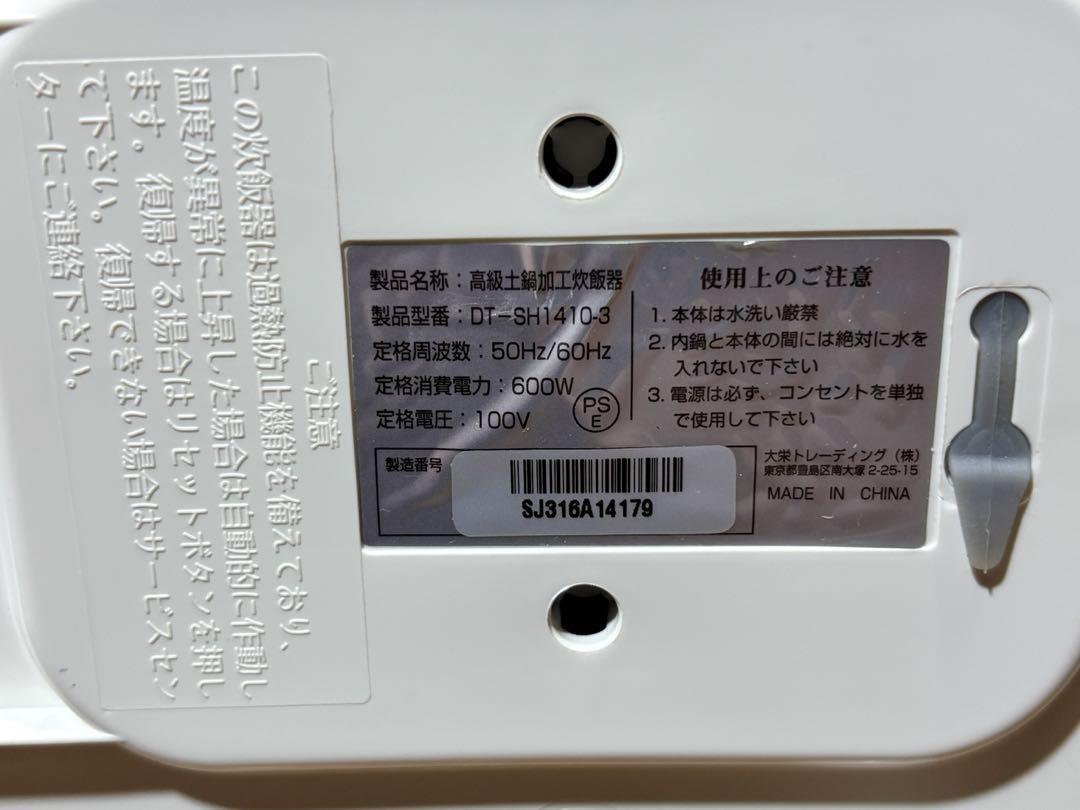 ご注意
この炊飯器は過熱防止機能を備えており、
温度が異常に上昇した場合は自動的に作動し
ます。復帰する場合はリセットボタンを押し
て下さい。復帰できない場合はサービスセン
ターにご連絡下さい。
製品名称：高級土鍋加工炊飯器
製品型番：DT-SH1410-3
定格周波数：50Hz/60Hz
定格消費電力：600W
定格電圧：100V
PS
E
使用上のご注意
1. 本体は水洗い厳禁
2. 内鍋と本体の間には絶対に水を
入れないで下さい
3. 電源は必ず、コンセントを単独
で使用して下さい
製造番号
SJ316A14179
大栄トレーディング（株）
東京都豊島区南大塚 2-25-15
MADE IN CHINA